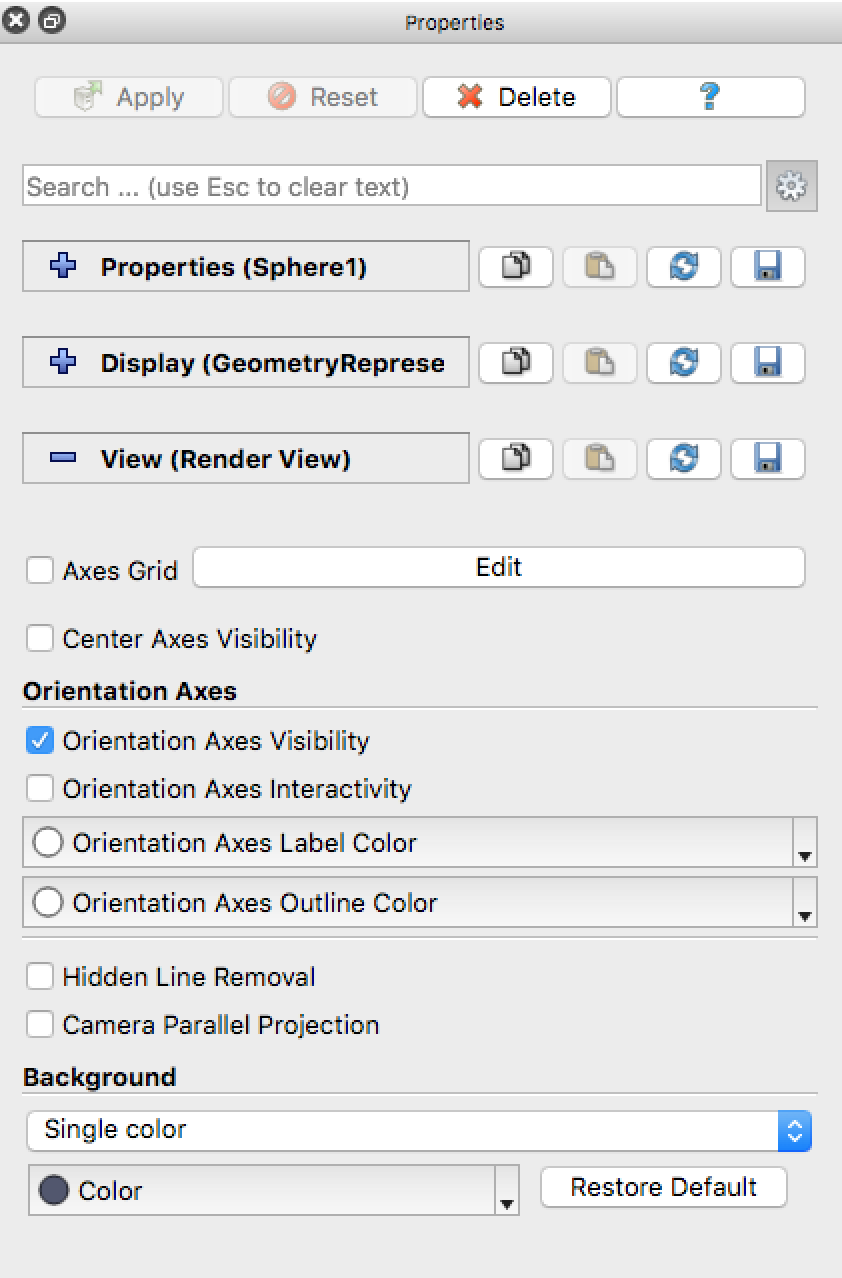 Properties
Apply Reset Delete ?
Search ... (use Esc to clear text)
Properties (Sphere1)
Display (GeometryReprese
View (Render View)
Axes Grid Edit
Center Axes Visibility
Orientation Axes
Orientation Axes Visibility
Orientation Axes Interactivity
Orientation Axes Label Color
Orientation Axes Outline Color
Hidden Line Removal
Camera Parallel Projection
Background
Single color
Color Restore Default